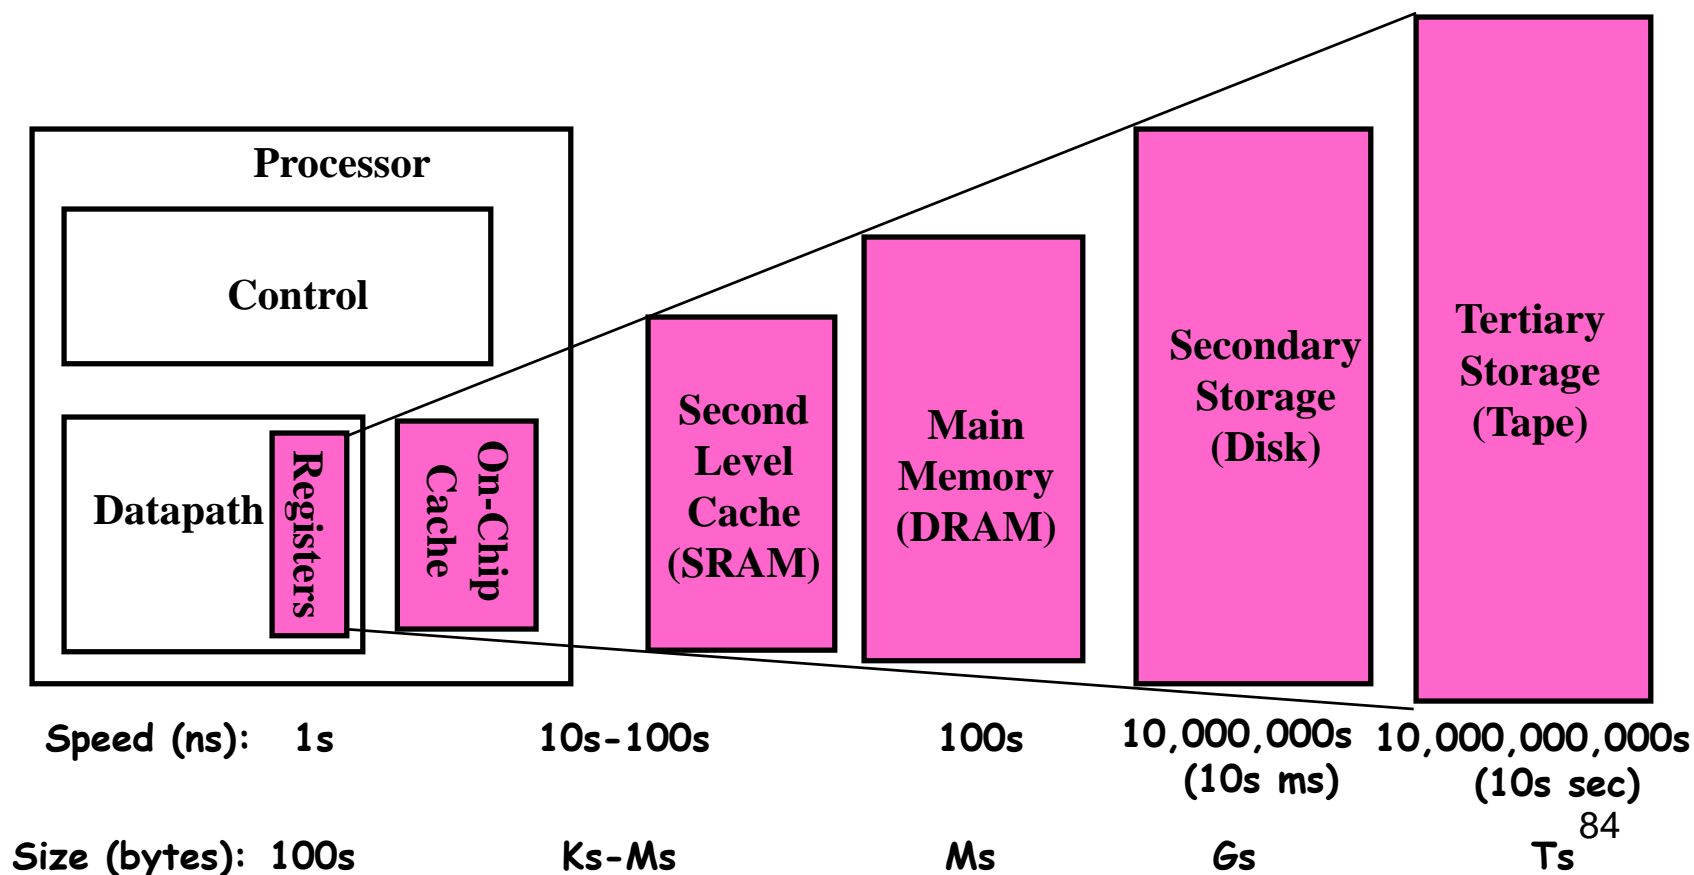 Processor
Control
Datapath
Registers
On-Chip
Cache
Second
Level
Cache
(SRAM)
Main
Memory
(DRAM)
Secondary
Storage
(Disk)
Tertiary
Storage
(Tape)
Speed (ns): 1s 10s-100s 100s 10,000,000s 10,000,000,000s
(10s ms) (10s sec)
84
Size (bytes): 100s Ks-Ms Ms Gs Ts